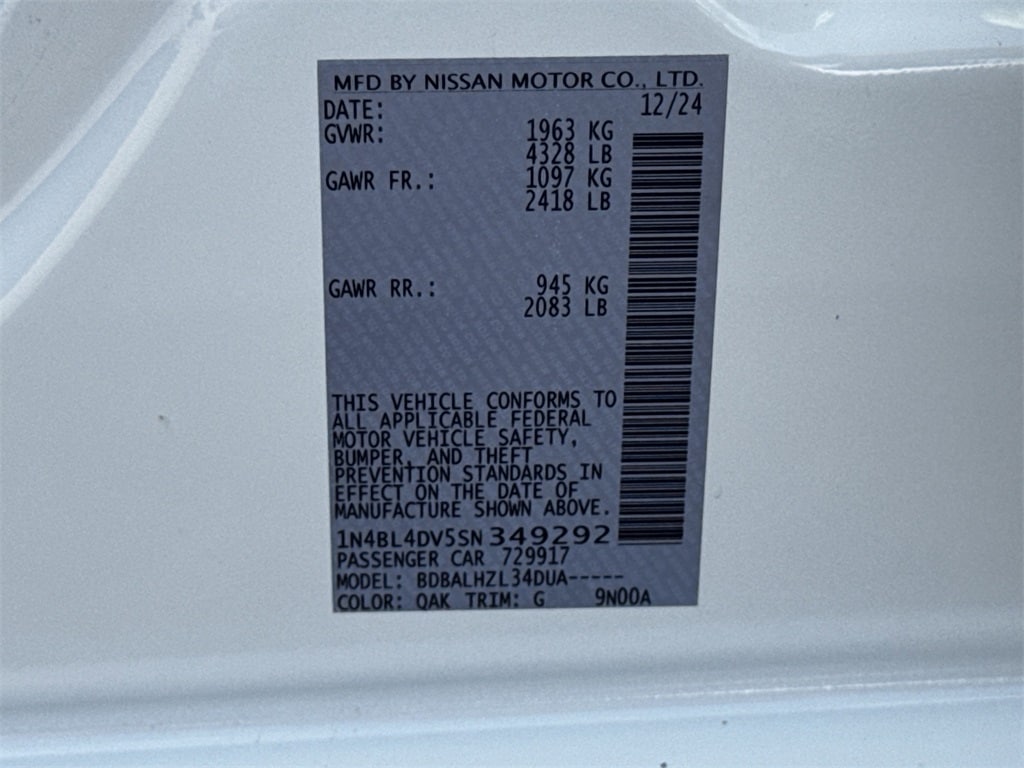 MFD BY NISSAN MOTOR CO., LTD.
DATE: 12/24
GVWR: 1963 KG
4328 LB
GAWR FR.: 1097 KG
2418 LB
GAWR RR.: 945 KG
2083 LB
THIS VEHICLE CONFORMS TO
ALL APPLICABLE FEDERAL
MOTOR VEHICLE SAFETY,
BUMPER, AND THEFT
PREVENTION STANDARDS IN
EFFECT ON THE DATE OF
MANUFACTURE SHOWN ABOVE.
1N4BL4DV5SN349292
PASSENGER CAR 729917
MODEL: BDBALHZL34DUA-----
COLOR: QAK TRIM: G 9N00A